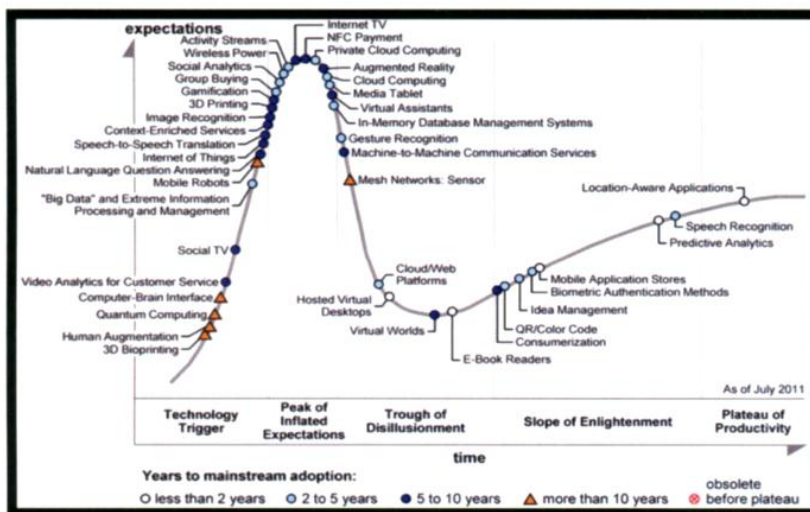 expectations
Internet TV
NFC Payment
Activity Streams
Private Cloud Computing
Wireless Power
Social Analytics
Augmented Reality
Group Buying
Cloud Computing
Gamification
Media Tablet
3D Printing
Virtual Assistants
Image Recognition
In-Memory Database Management Systems
Context-Enriched Services
Gesture Recognition
Speech-to-Speech Translation
Machine-to-Machine Communication Services
Internet of Things
Natural Language Question Answering
Mesh Networks: Sensor
Mobile Robots
Location-Aware Applications
"Big Data" and Extreme Information
Processing and Management
Speech Recognition
Predictive Analytics
Social TV
Cloud/Web
Platforms
Video Analytics for Customer Service
Mobile Application Stores
Computer-Brain Interface
Hosted Virtual
Desktops
Biometric Authentication Methods
Quantum Computing
Idea Management
Virtual Worlds
QR/Color Code
Human Augmentation
Consumerization
3D Bioprinting
E-Book Readers
As of July 2011
Technology
Trigger
Peak of
Inflated
Expectations
Trough of
Disillusionment
Slope of Enlightenment
Plateau of
Productivity
time
Years to mainstream adoption:
less than 2 years
2 to 5 years
5 to 10 years
more than 10 years
obsolete
before plateau